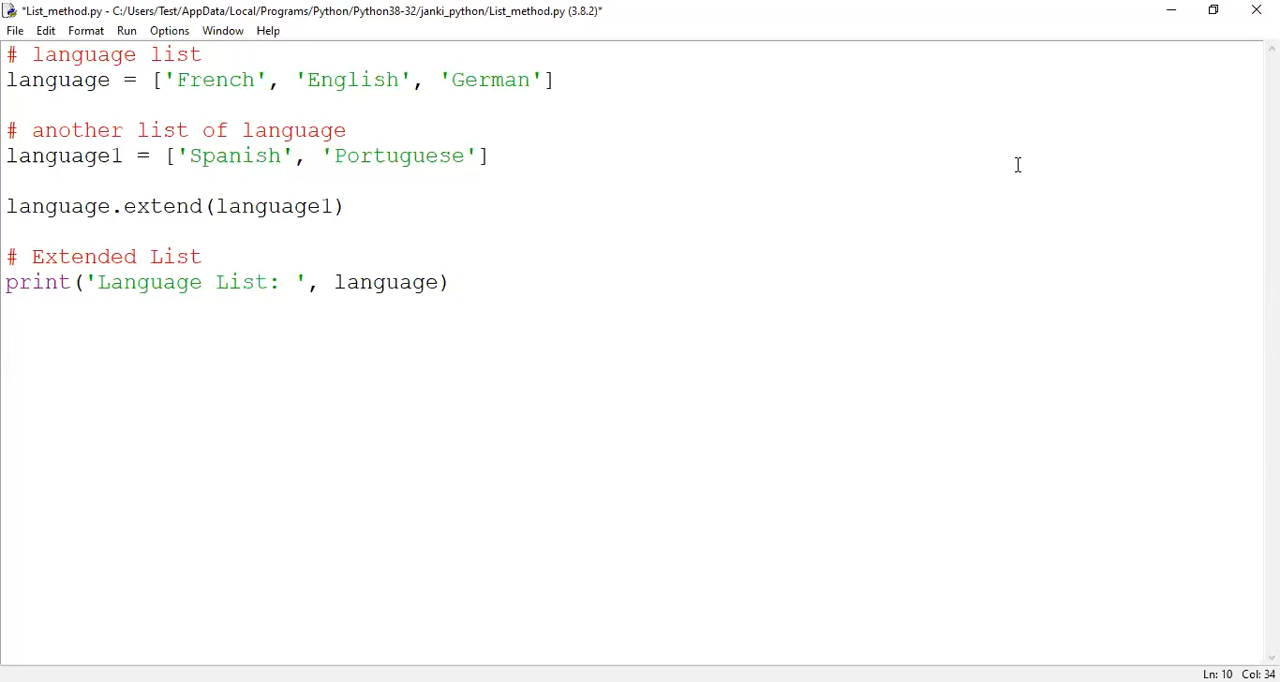 *List_method.py - C:/Users/Test/AppData/Local/Programs/Python/Python38-32/janki_python/List_method.py (3.8.2)*
File Edit Format Run Options Window Help
# language list
language = ['French', 'English', 'German']
# another list of language
language1 = ['Spanish', 'Portuguese']
language.extend(language1)
# Extended List
print('Language List: ', language)
Ln: 10 Col: 34